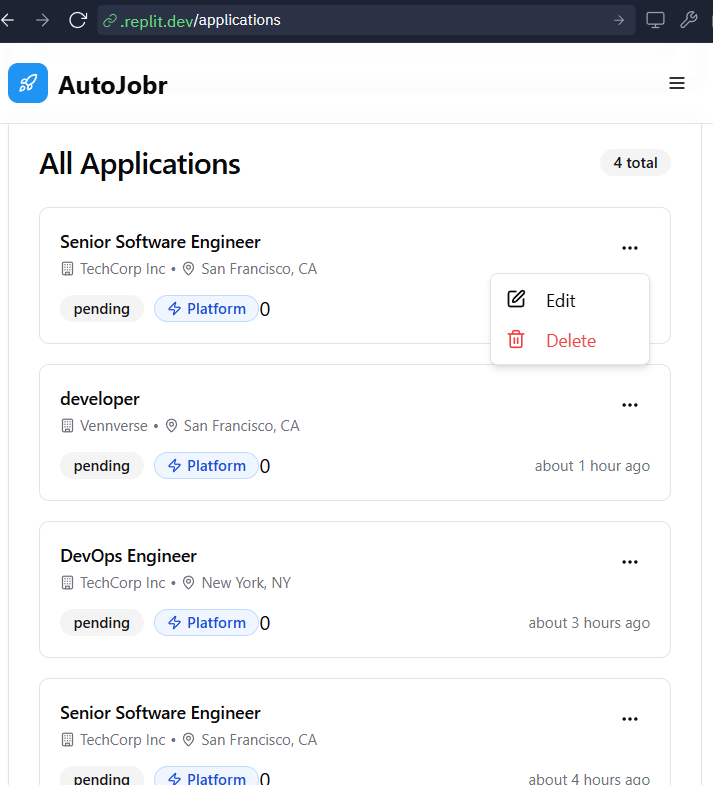 .replit.dev/applications
AutoJobr
All Applications
4 total
Senior Software Engineer
TechCorp Inc • San Francisco, CA
pending
Platform 0
Edit
Delete
developer
Vennverse • San Francisco, CA
pending
Platform 0
about 1 hour ago
DevOps Engineer
TechCorp Inc • New York, NY
pending
Platform 0
about 3 hours ago
Senior Software Engineer
TechCorp Inc • San Francisco, CA
pending
Platform 0
about 4 hours ago